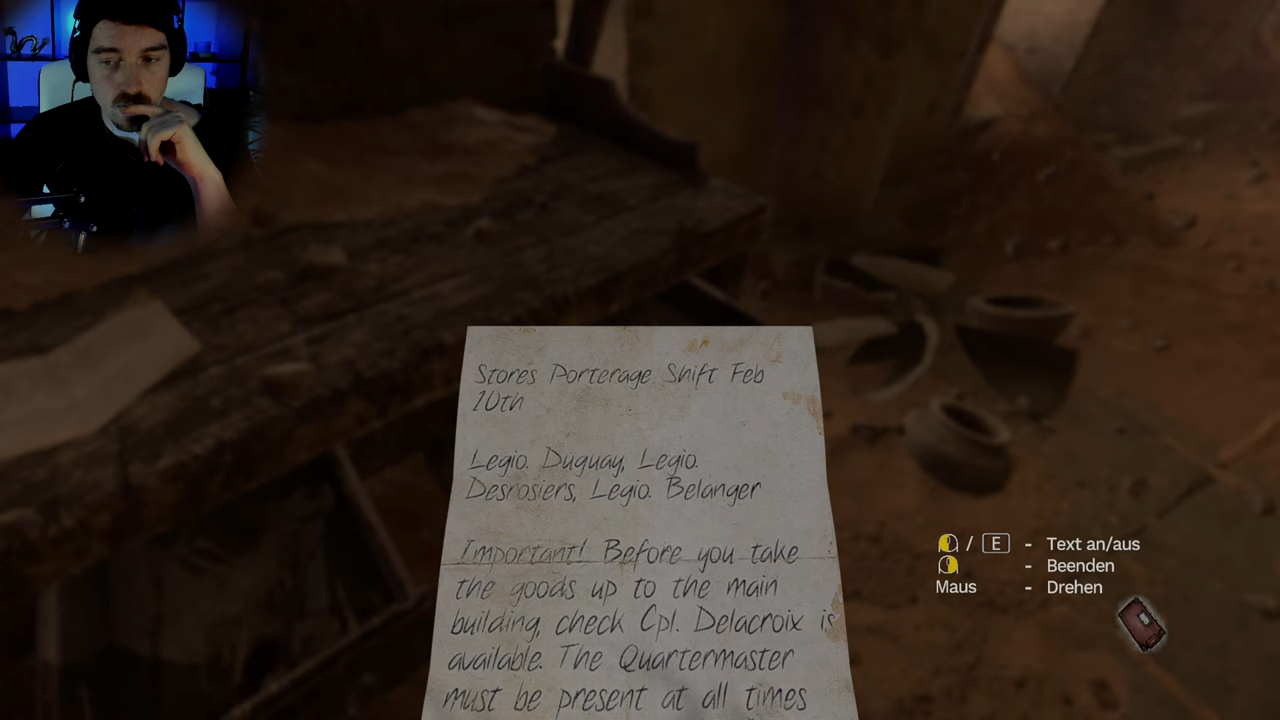 Stores Porterage Shift Feb
10th
Legio. Duguay, Legio.
Desrosiers, Legio. Belanger
Important! Before you take
the goods up to the main
building, check Cpl. Delacroix is
available. The Quartermaster
must be present at all times
/ E - Text an/aus
- Beenden
Maus - Drehen